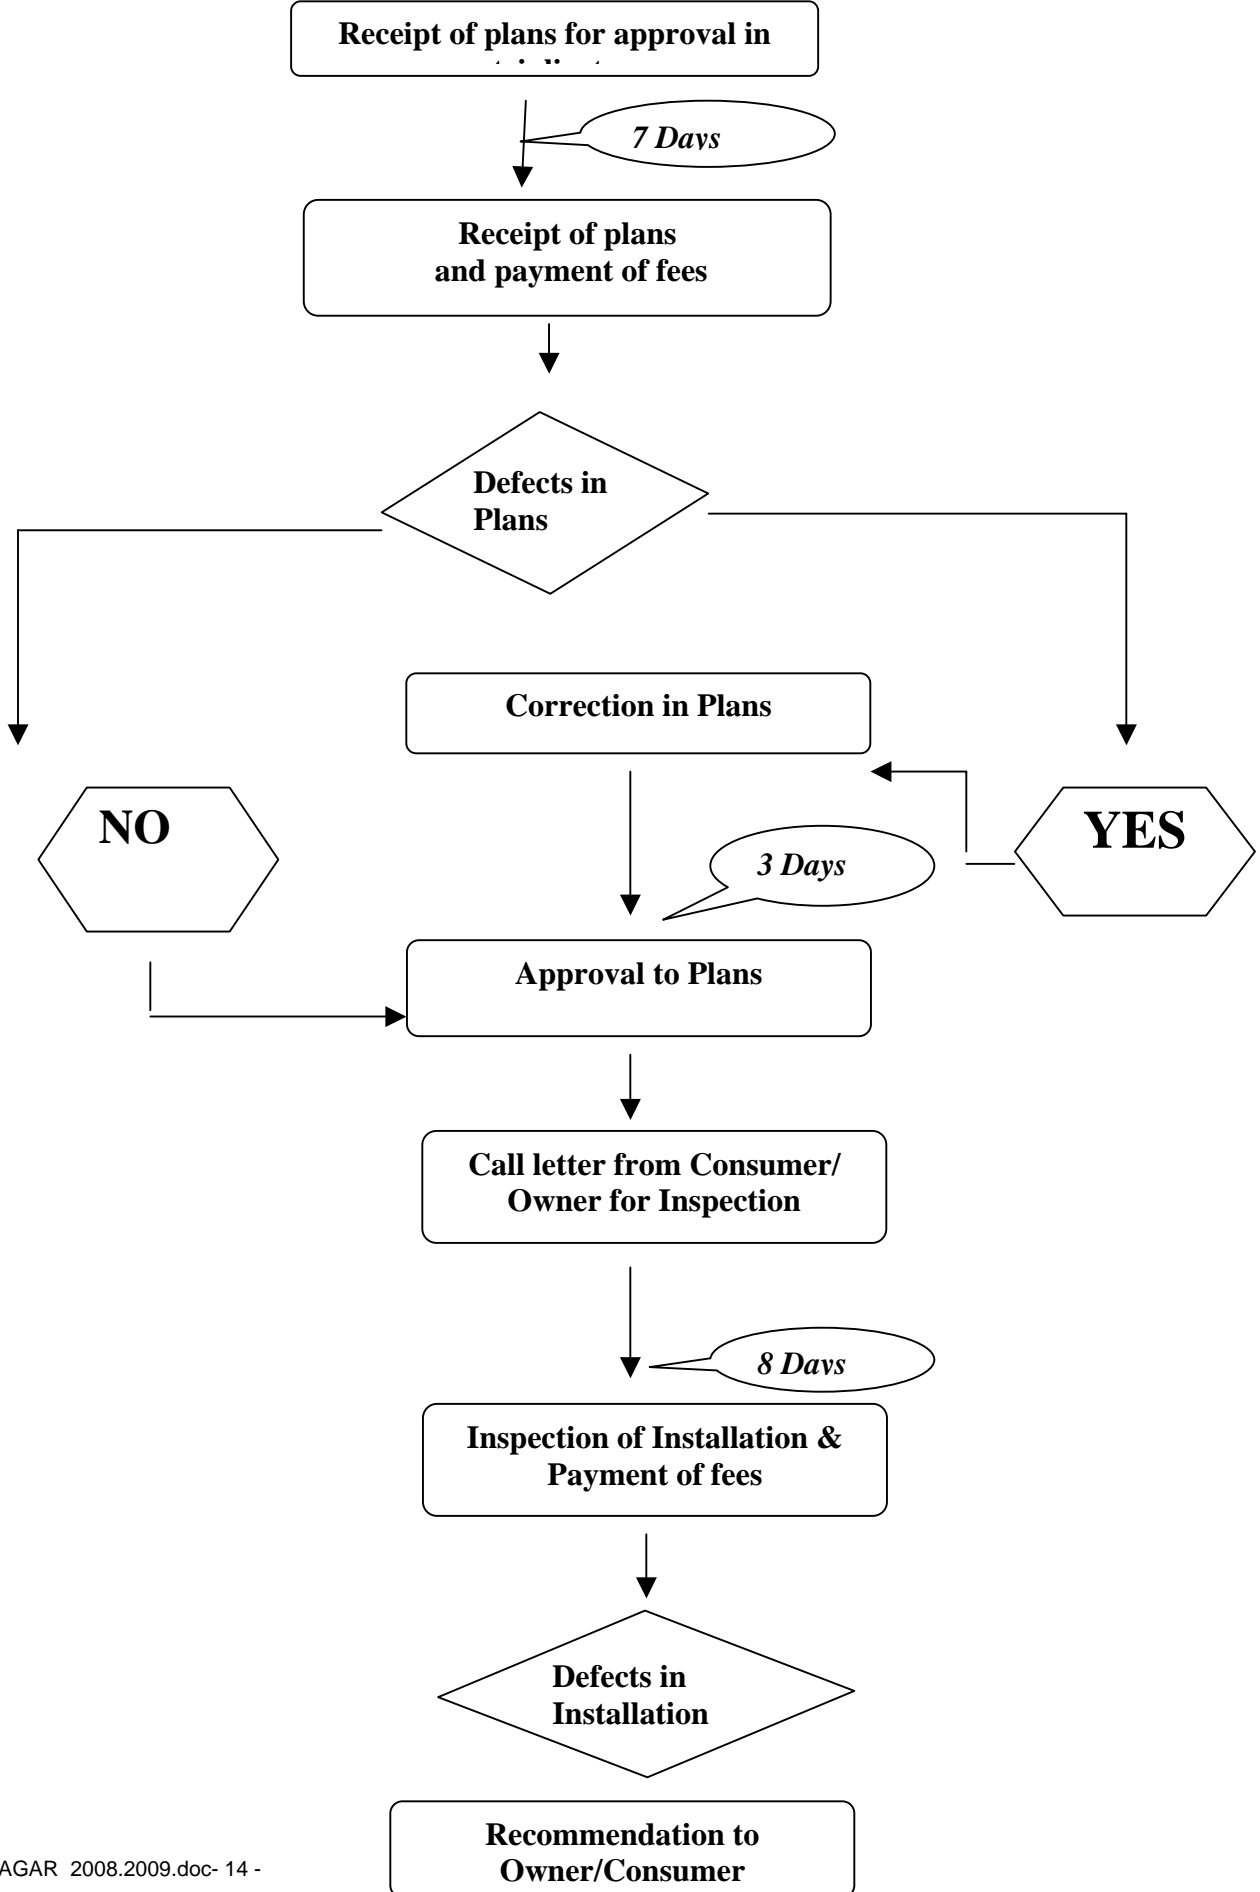 Receipt of plans for approval in
7 Days
Receipt of plans
and payment of fees
Defects in
Plans
Correction in Plans
NO
YES
3 Days
Approval to Plans
Call letter from Consumer/
Owner for Inspection
8 Days
Inspection of Installation &
Payment of fees
Defects in
Installation
Recommendation to
Owner/Consumer
AGAR 2008.2009.doc- 14 -